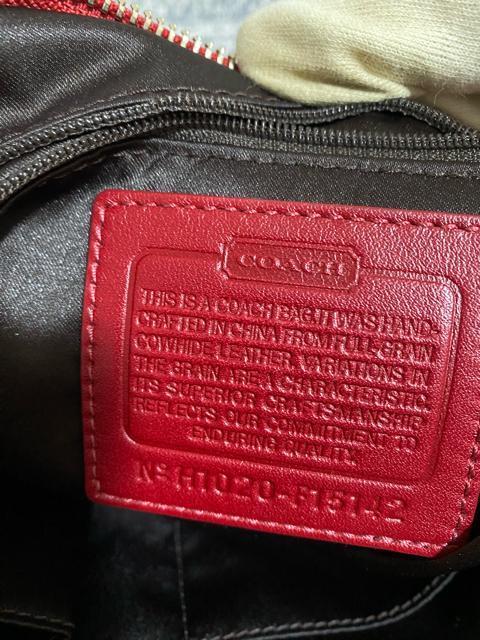 COACH
THIS IS A COACH BAG. IT WAS HAND-
CRAFTED IN CHINA FROM FULL-GRAIN
COWHIDE LEATHER. VARIATIONS IN
THE GRAIN ARE A CHARACTERISTIC.
ITS SUPERIOR CRAFTSMANSHIP
REFLECTS OUR COMMITMENT TO
ENDURING QUALITY.
Nº H1020-F15142